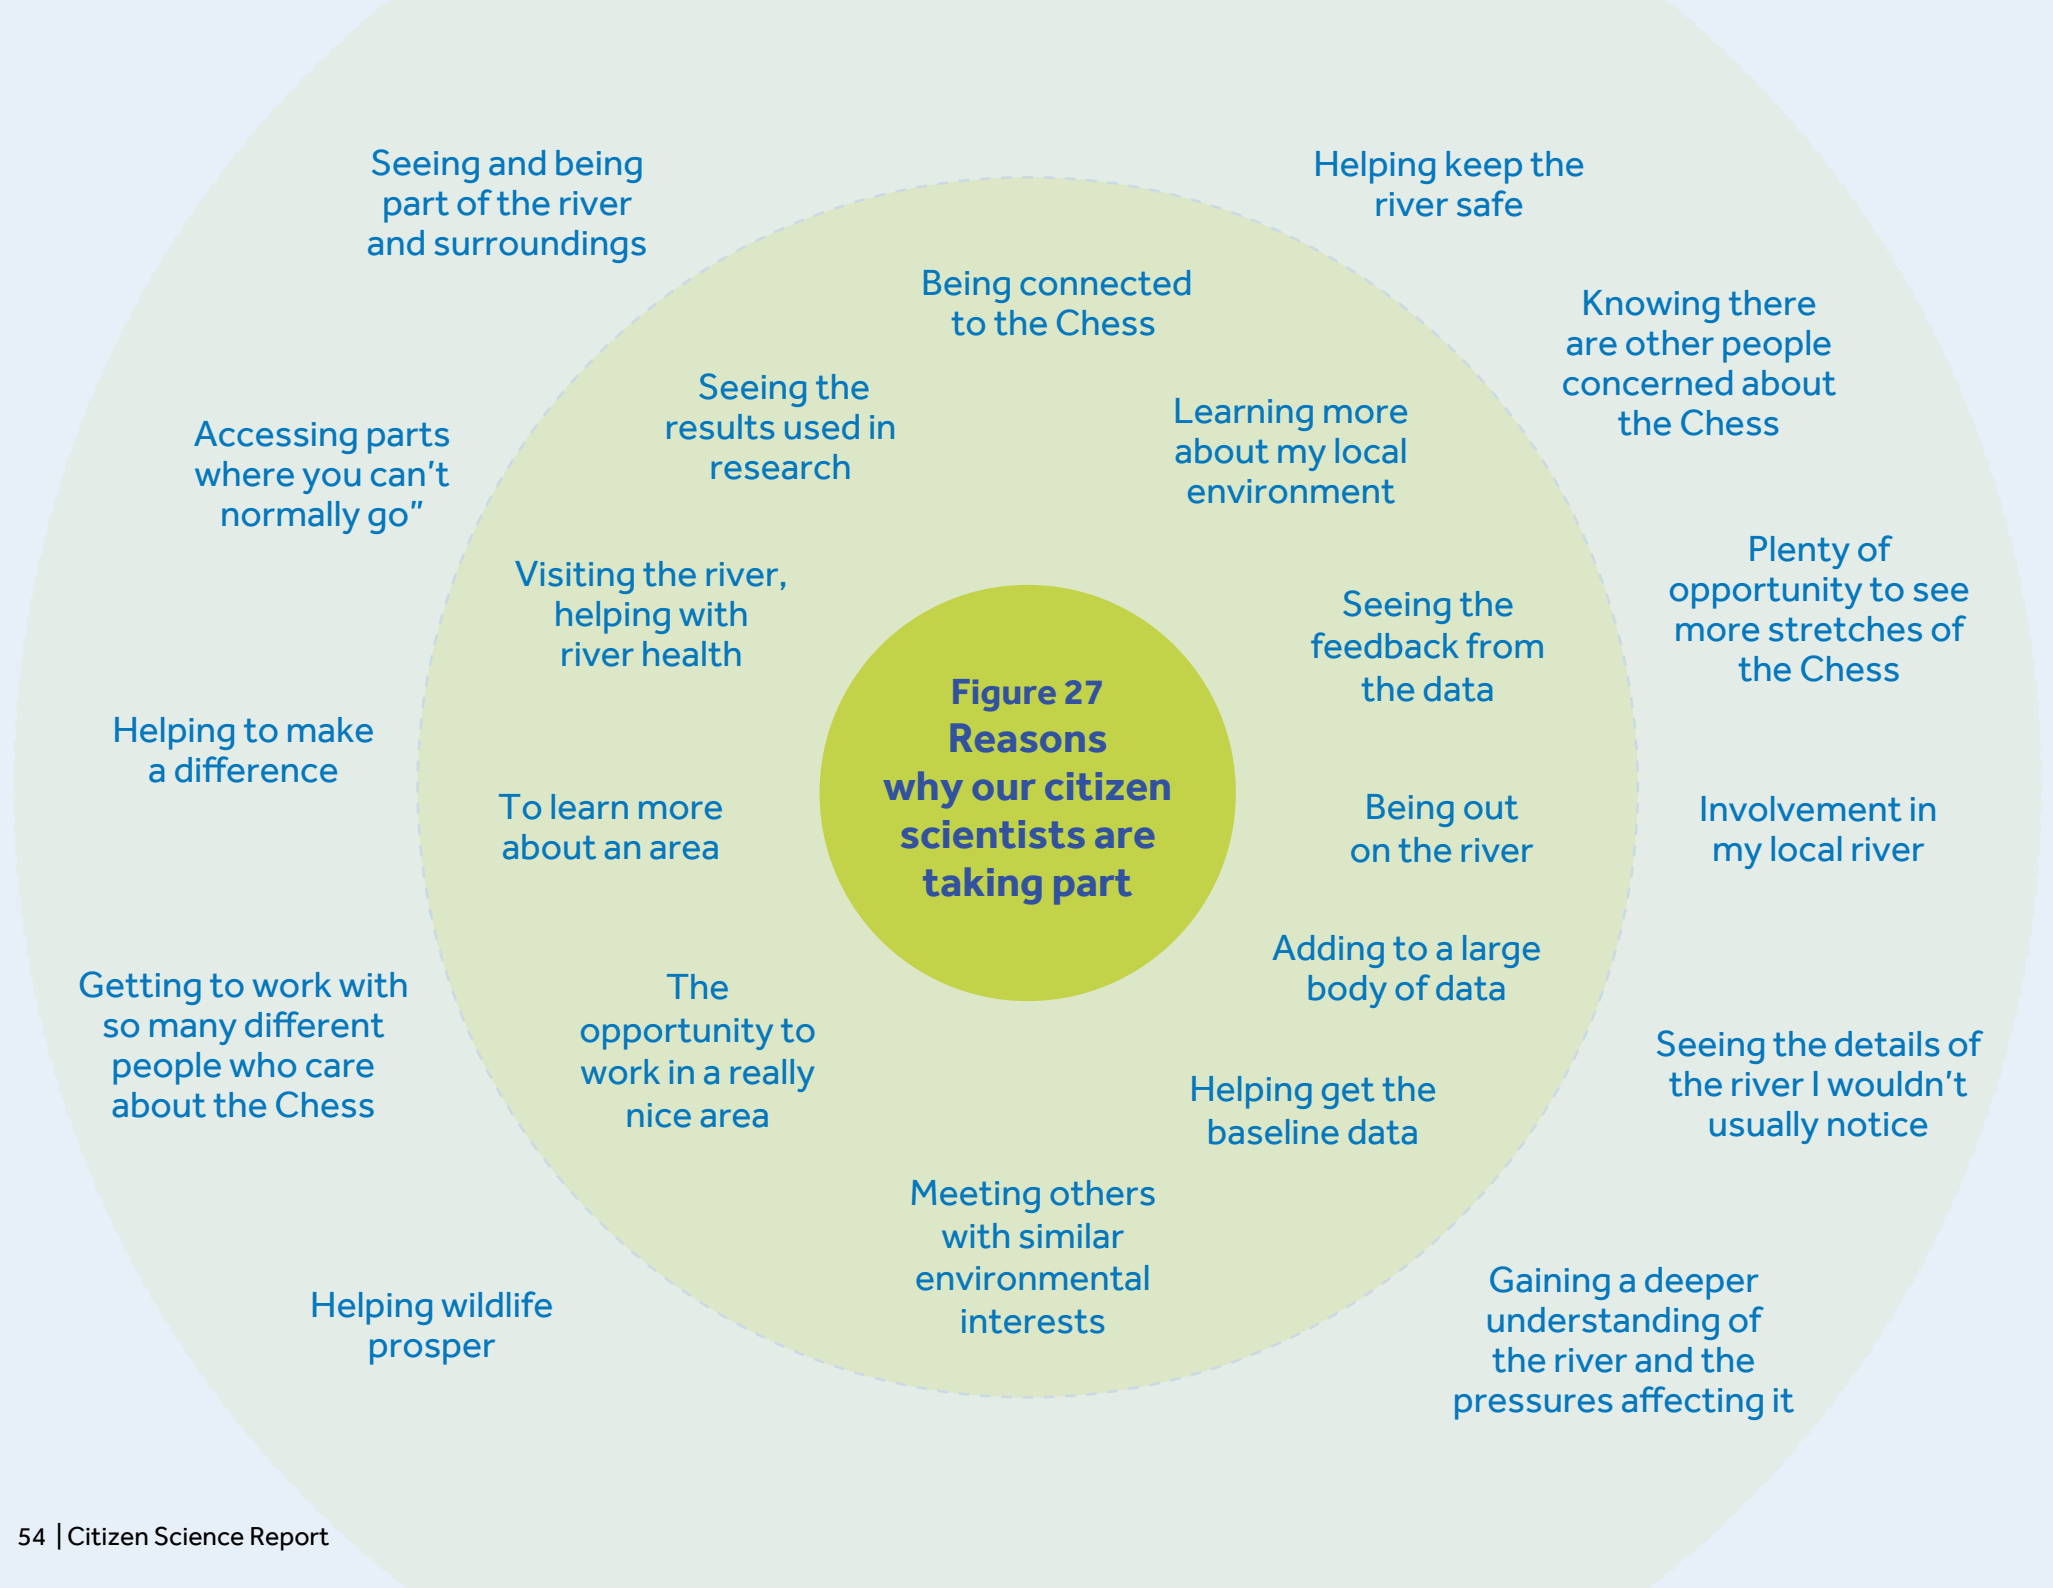 Seeing and being
part of the river
and surroundings
Helping keep the
river safe
Being connected
to the Chess
Knowing there
are other people
concerned about
the Chess
Seeing the
results used in
research
Learning more
about my local
environment
Accessing parts
where you can't
normally go”
Visiting the river,
helping with
river health
Seeing the
feedback from
the data
Plenty of
opportunity to see
more stretches of
the Chess
Figure 27
Reasons
why our citizen
scientists are
taking part
Helping to make
a difference
To learn more
about an area
Being out
on the river
Involvement in
my local river
Adding to a large
body of data
Getting to work with
so many different
people who care
about the Chess
The
opportunity to
work in a really
nice area
Helping get the
baseline data
Seeing the details of
the river I wouldn't
usually notice
Meeting others
with similar
environmental
interests
Helping wildlife
prosper
Gaining a deeper
understanding of
the river and the
pressures affecting it
54 | Citizen Science Report